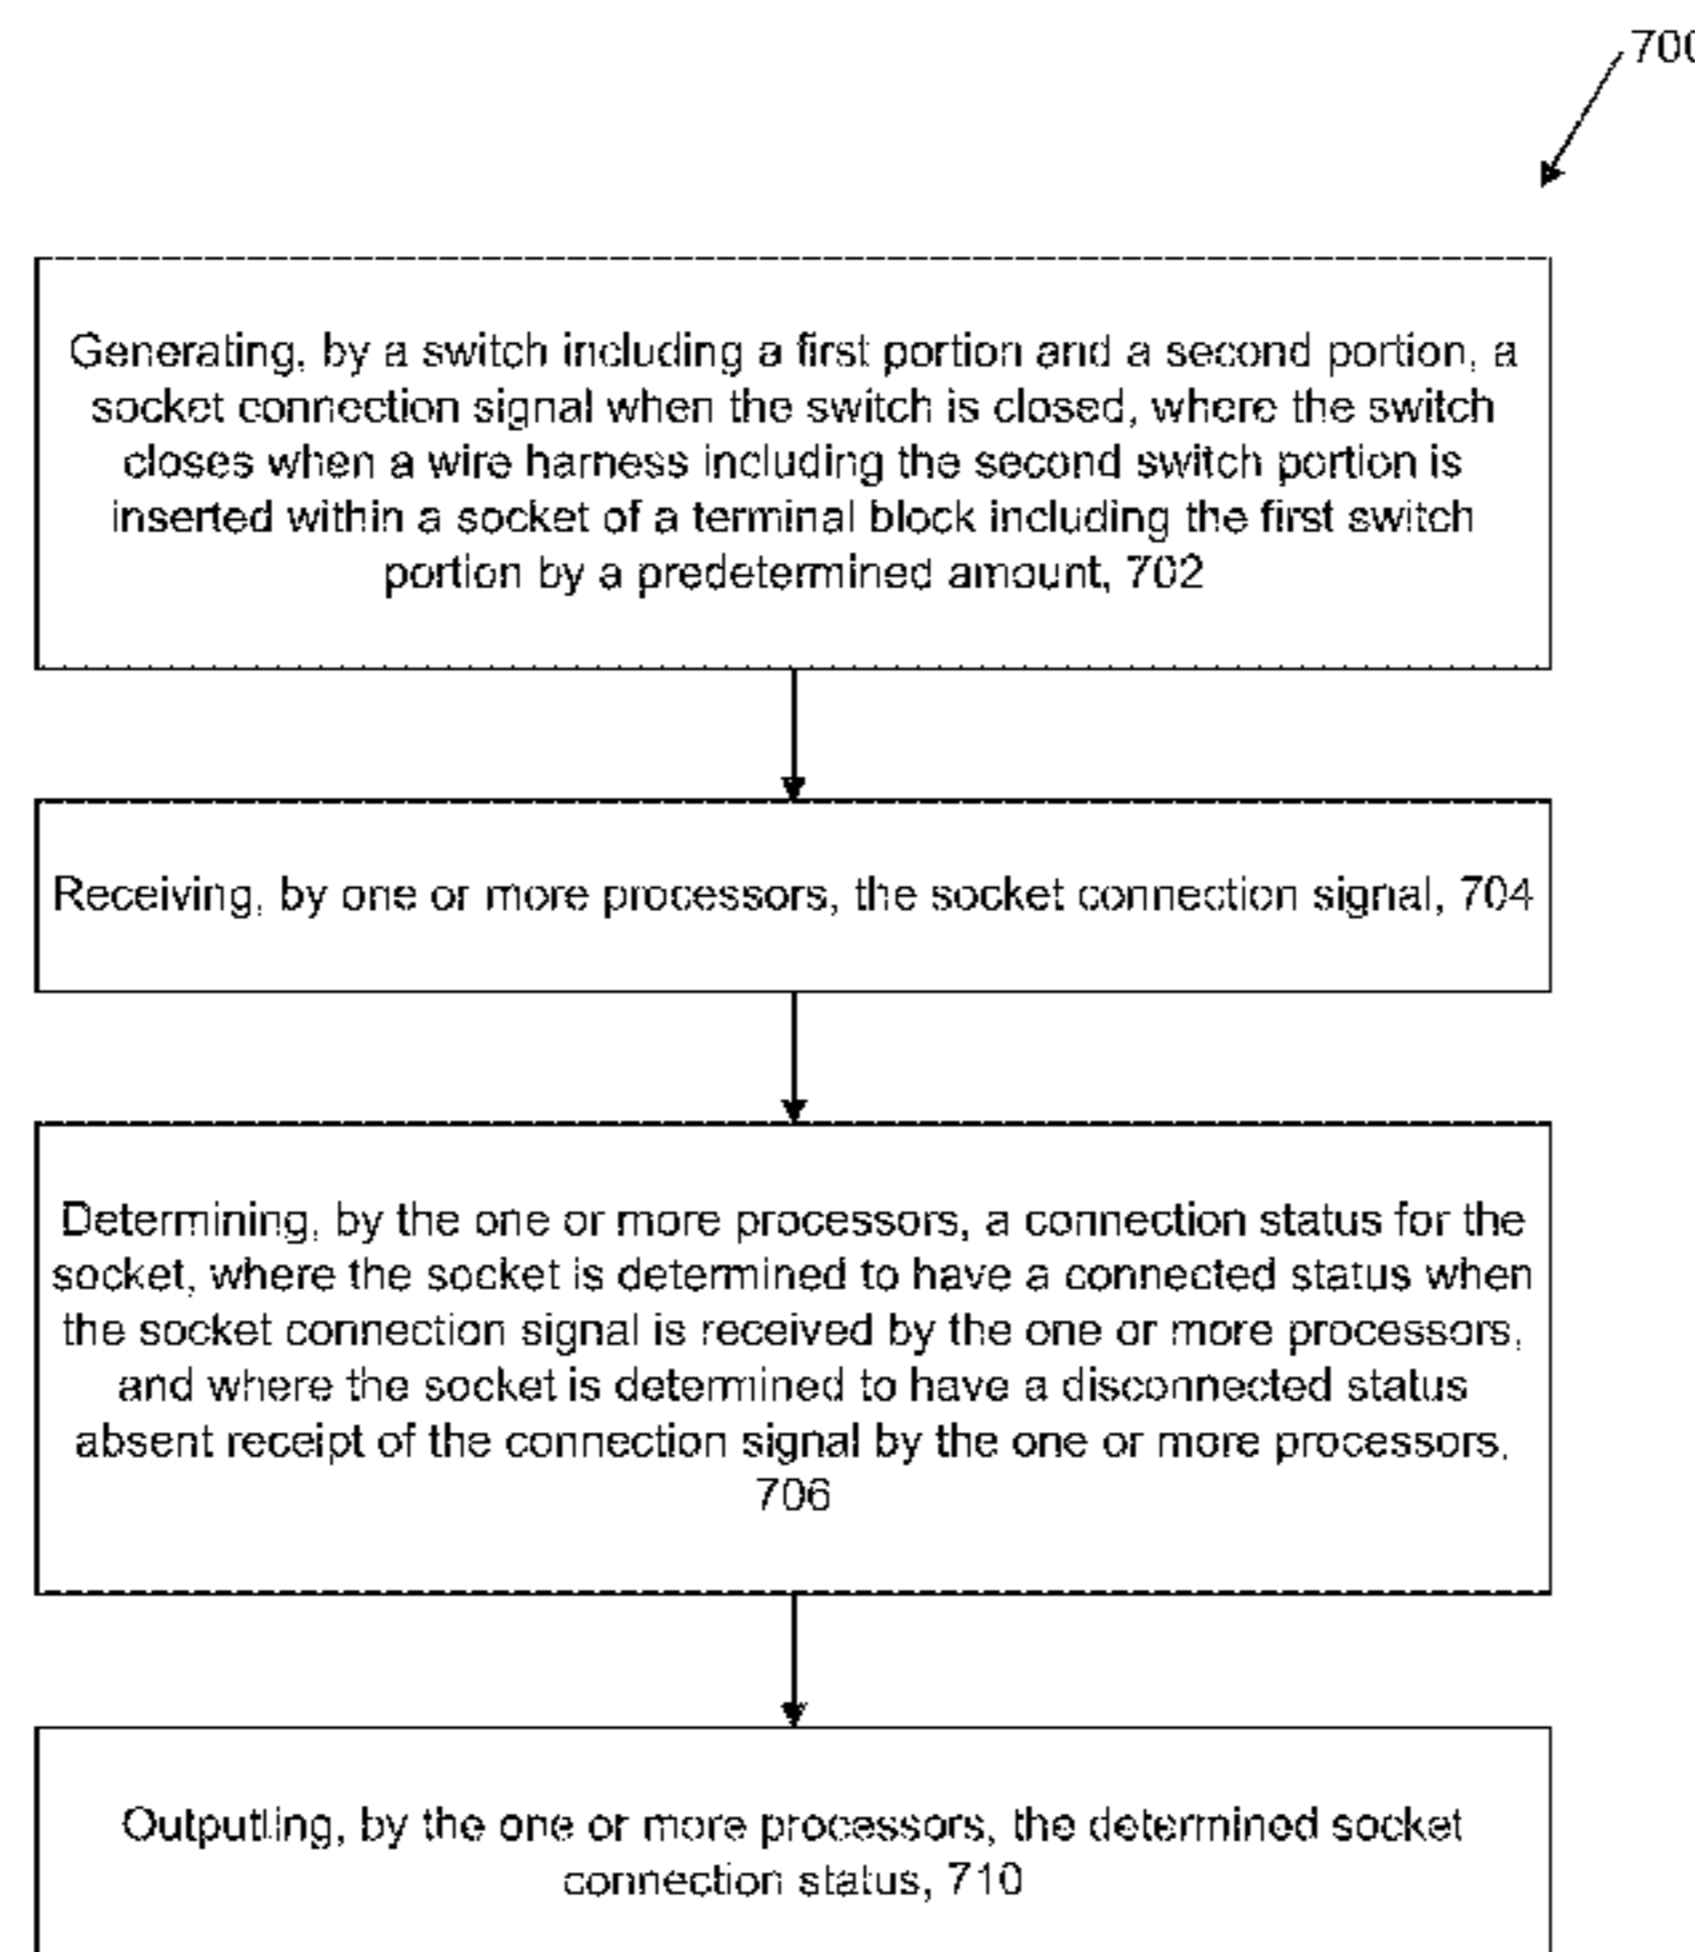 700
Generating, by a switch including a first portion and a second portion, a
socket connection signal when the switch is closed, where the switch
closes when a wire harness including the second switch portion is
inserted within a socket of a terminal block including the first switch
portion by a predetermined amount, 702
Receiving, by one or more processors, the socket connection signal, 704
Determining, by the one or more processors, a connection status for the
socket, where the socket is determined to have a connected status when
the socket connection signal is received by the one or more processors,
and where the socket is determined to have a disconnected status
absent receipt of the connection signal by the one or more processors,
706
Outputting, by the one or more processors, the determined socket
connection status, 710